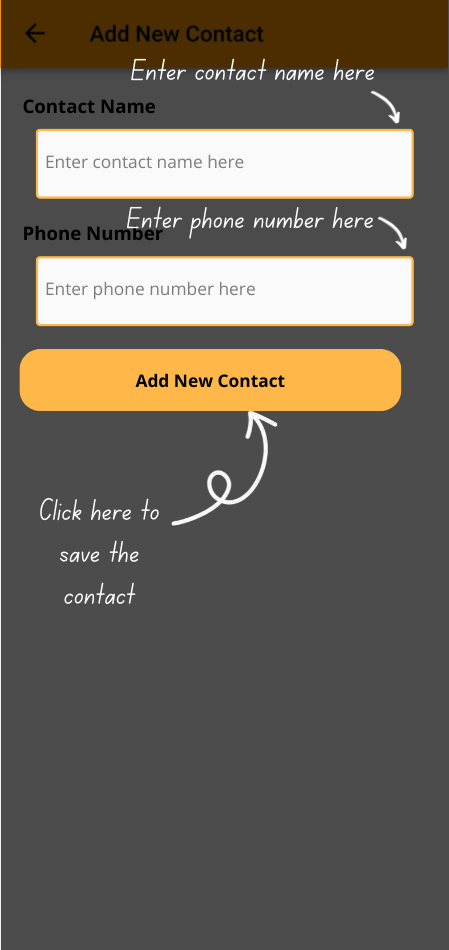 Add New Contact
Enter contact name here
Contact Name
Enter contact name here
Enter phone number here
Phone Number
Enter phone number here
Add New Contact
Click here to
save the
contact